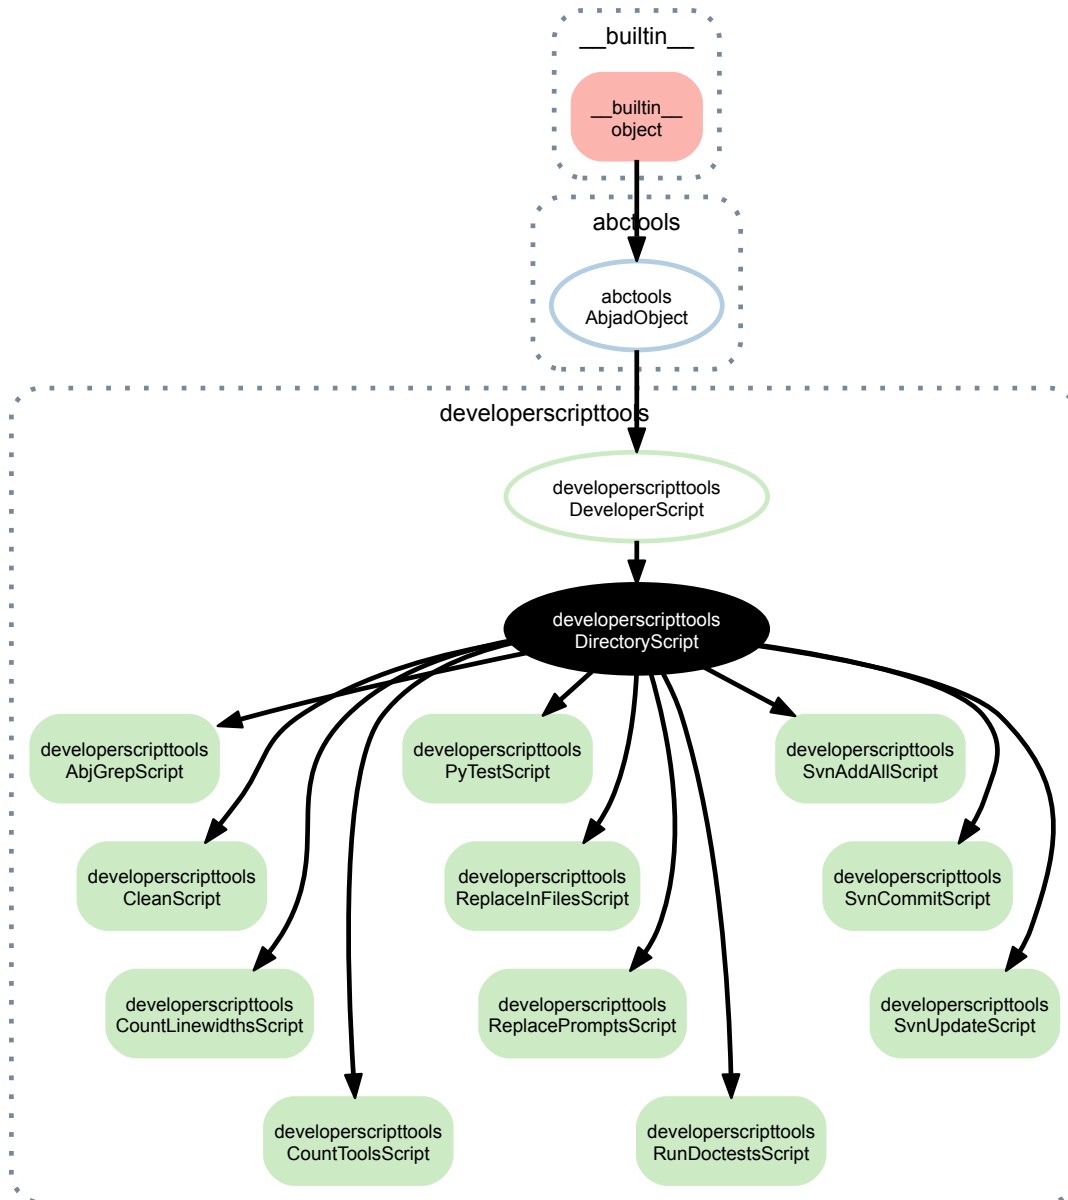 __builtin__
__builtin__
object
abctools
abctools
AbjadObject
developerscripttools
developerscripttools
DeveloperScript
developerscripttools
DirectoryScript
developerscripttools
AbjGrepScript
developerscripttools
PyTestScript
developerscripttools
SvnAddAllScript
developerscripttools
CleanScript
developerscripttools
ReplaceInFilesScript
developerscripttools
SvnCommitScript
developerscripttools
CountLinewidthsScript
developerscripttools
ReplacePromptsScript
developerscripttools
SvnUpdateScript
developerscripttools
CountToolsScript
developerscripttools
RunDoctestsScript